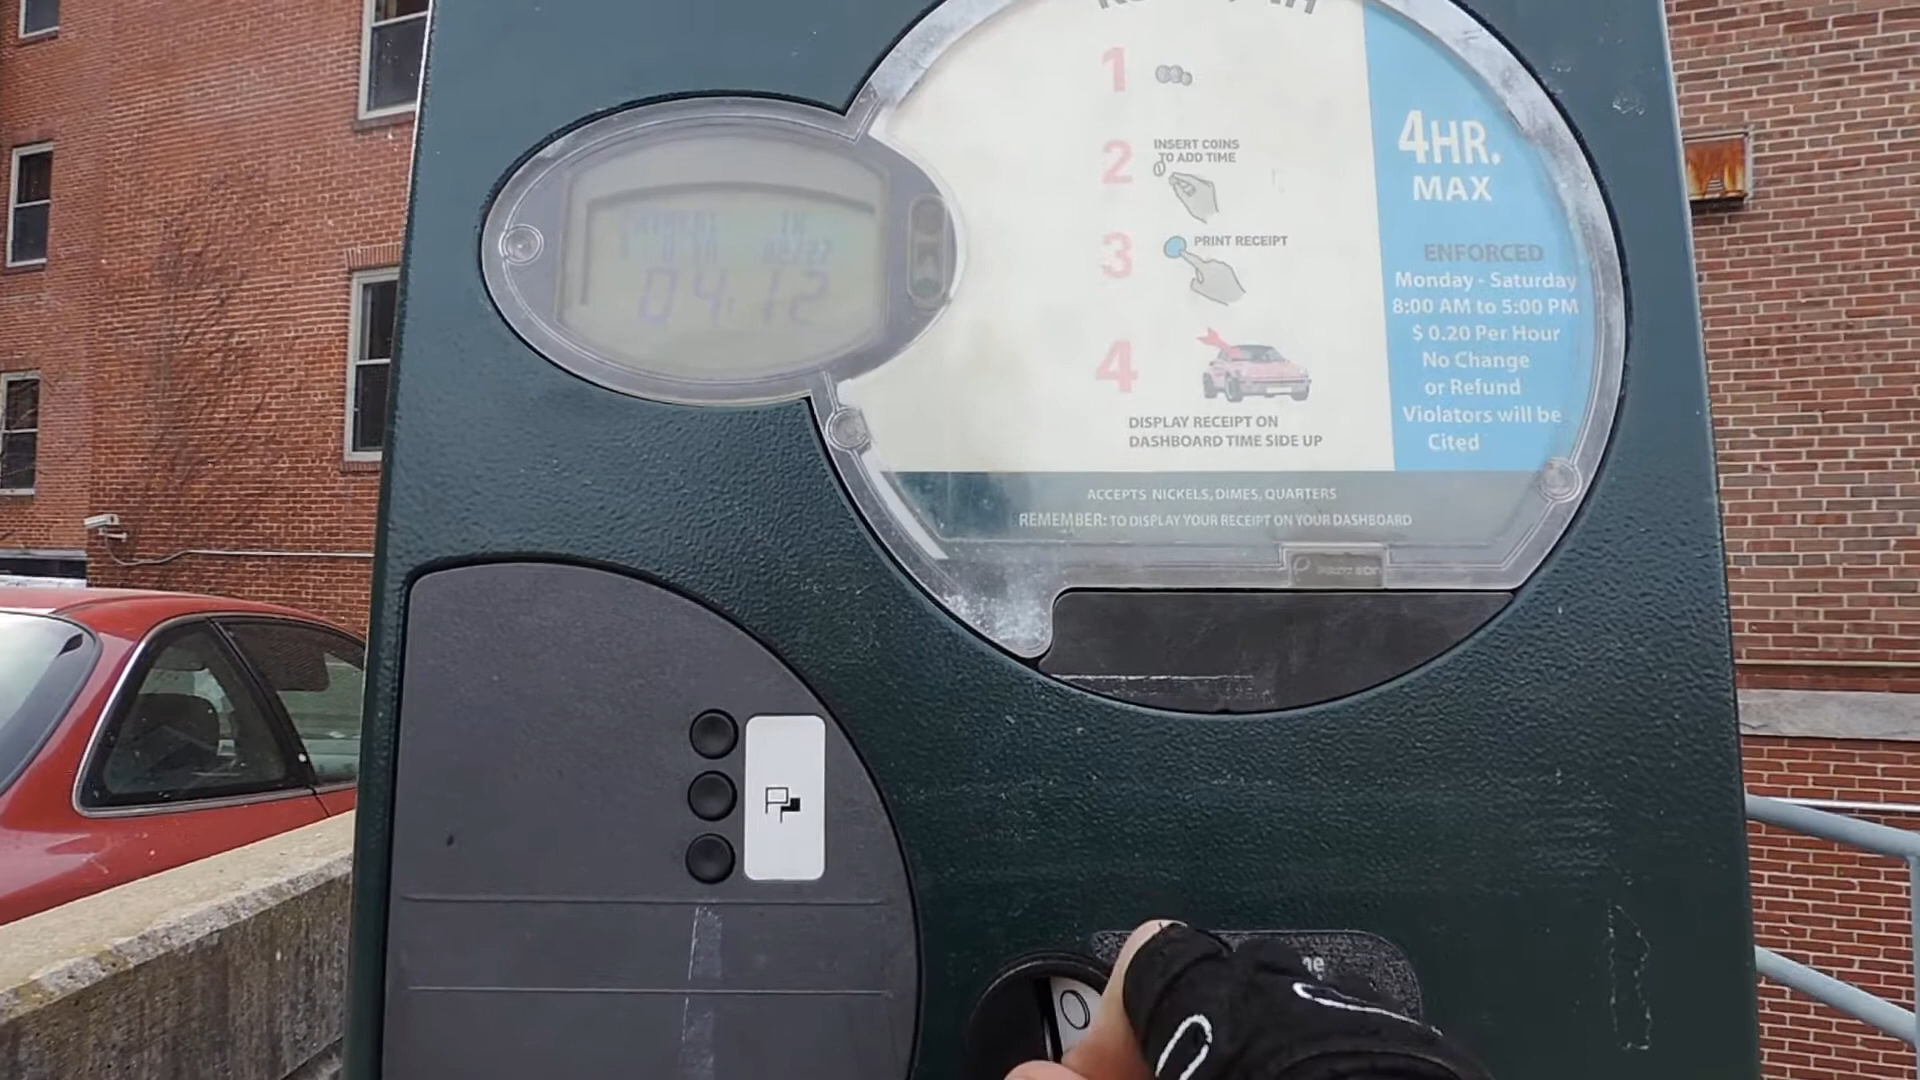 1
2
INSERT COINS
TO ADD TIME
3
PRINT RECEIPT
4
DISPLAY RECEIPT ON
DASHBOARD TIME SIDE UP
4HR.
MAX
ENFORCED
Monday - Saturday
8:00 AM to 5:00 PM
$ 0.20 Per Hour
No Change
or Refund
Violators will be
Cited
ACCEPTS NICKELS, DIMES, QUARTERS
REMEMBER: TO DISPLAY YOUR RECEIPT ON YOUR DASHBOARD
04:12
P